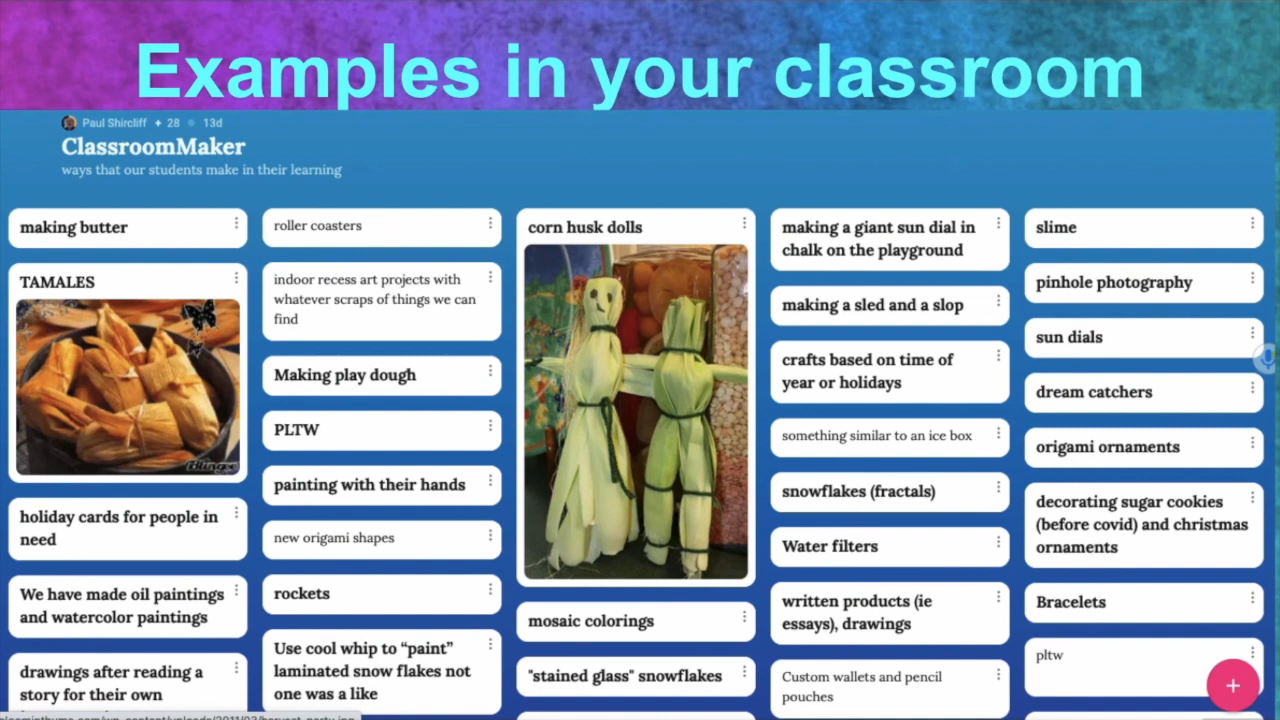 Examples in your classroom
Paul Shircliff + 28 13d
ClassroomMaker
ways that our students make in their learning
making butter
TAMALES
Blingee
holiday cards for people in
need
We have made oil paintings
and watercolor paintings
drawings after reading a
story for their own
roller coasters
indoor recess art projects with
whatever scraps of things we can
find
Making play dough
PLTW
painting with their hands
new origami shapes
rockets
Use cool whip to “paint”
laminated snow flakes not
one was a like
corn husk dolls
mosaic colorings
"stained glass" snowflakes
making a giant sun dial in
chalk on the playground
making a sled and a slop
crafts based on time of
year or holidays
something similar to an ice box
snowflakes (fractals)
Water filters
written products (ie
essays), drawings
Custom wallets and pencil
pouches
slime
pinhole photography
sun dials
dream catchers
origami ornaments
decorating sugar cookies
(before covid) and christmas
ornaments
Bracelets
pltw